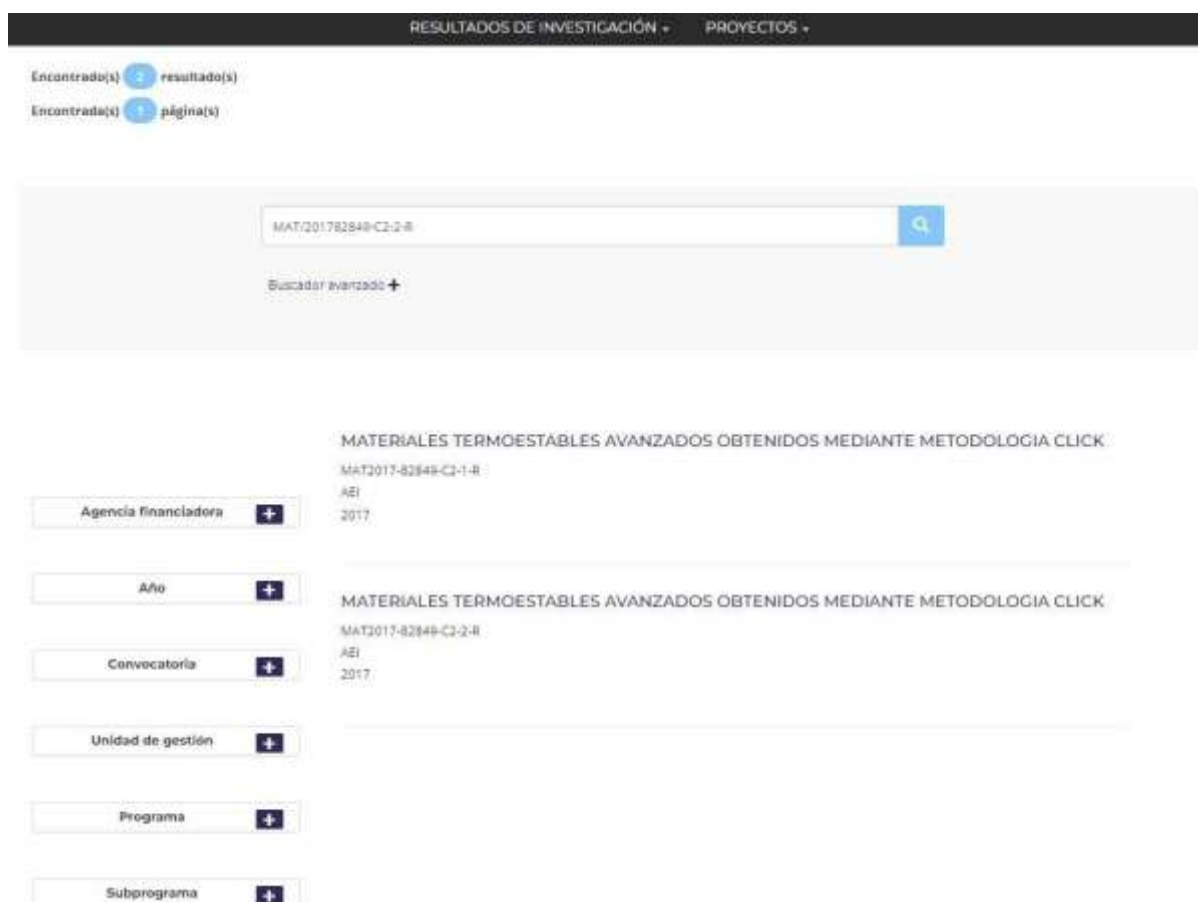 RESULTADOS DE INVESTIGACIÓN PROYECTOS
Encontrado(s) 2 resultado(s)
Encontrada(s) 1 página(s)
MAT/201782849-C2-2-R
Buscador avanzado +
MATERIALES TERMOESTABLES AVANZADOS OBTENIDOS MEDIANTE METODOLOGIA CLICK
MAT2017-82849-C2-1-R
AEI
2017
Agencia financiadora +
Año +
MATERIALES TERMOESTABLES AVANZADOS OBTENIDOS MEDIANTE METODOLOGIA CLICK
MAT2017-82849-C2-2-R
AEI
2017
Convocatoria +
Unidad de gestión +
Programa +
Subprograma +